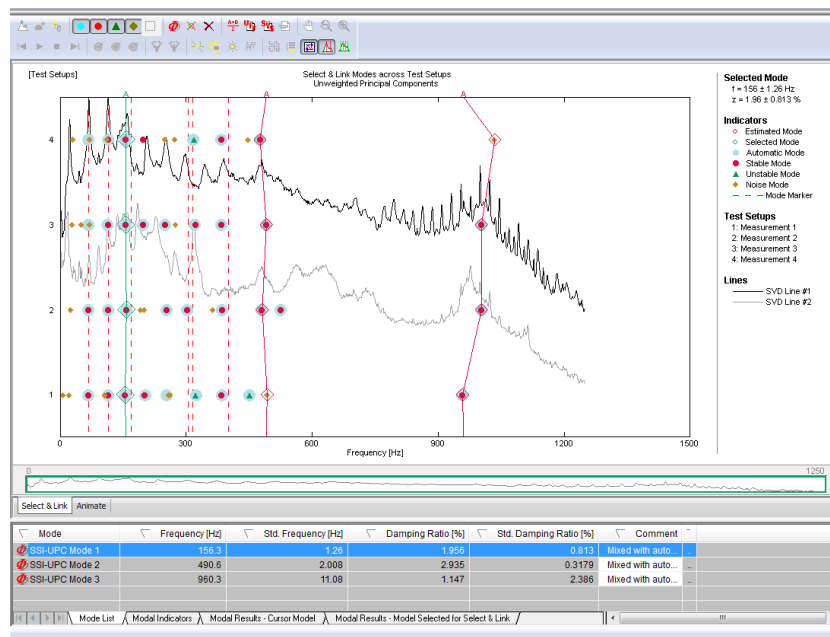 [Test Setups]
Select & Link Modes across Test Setups
Unweighted Principal Components
4
3
2
1
0
300
600
900
1200
1500
Frequency [Hz]
Selected Mode
f = 156 ± 1.26 Hz
z = 1.96 ± 0.813 %
Indicators
Estimated Mode
Selected Mode
Automatic Mode
Stable Mode
Unstable Mode
Noise Mode
Mode Marker
Test Setups
1: Measurement 1
2: Measurement 2
3: Measurement 3
4: Measurement 4
Lines
SVD Line #1
SVD Line #2
0
1250
Select & Link Animate
Mode Frequency [Hz] Std. Frequency [Hz] Damping Ratio [%] Std. Damping Ratio [%] Comment
SSI-UPC Mode 1 156.3 1.26 1.956 0.813 Mixed with auto... ..
SSI-UPC Mode 2 490.6 2.008 2.935 0.3179 Mixed with auto... ..
SSI-UPC Mode 3 960.3 11.08 1.147 2.386 Mixed with auto... ..
Mode List Modal Indicators Modal Results - Cursor Model Modal Results - Model Selected for Select & Link